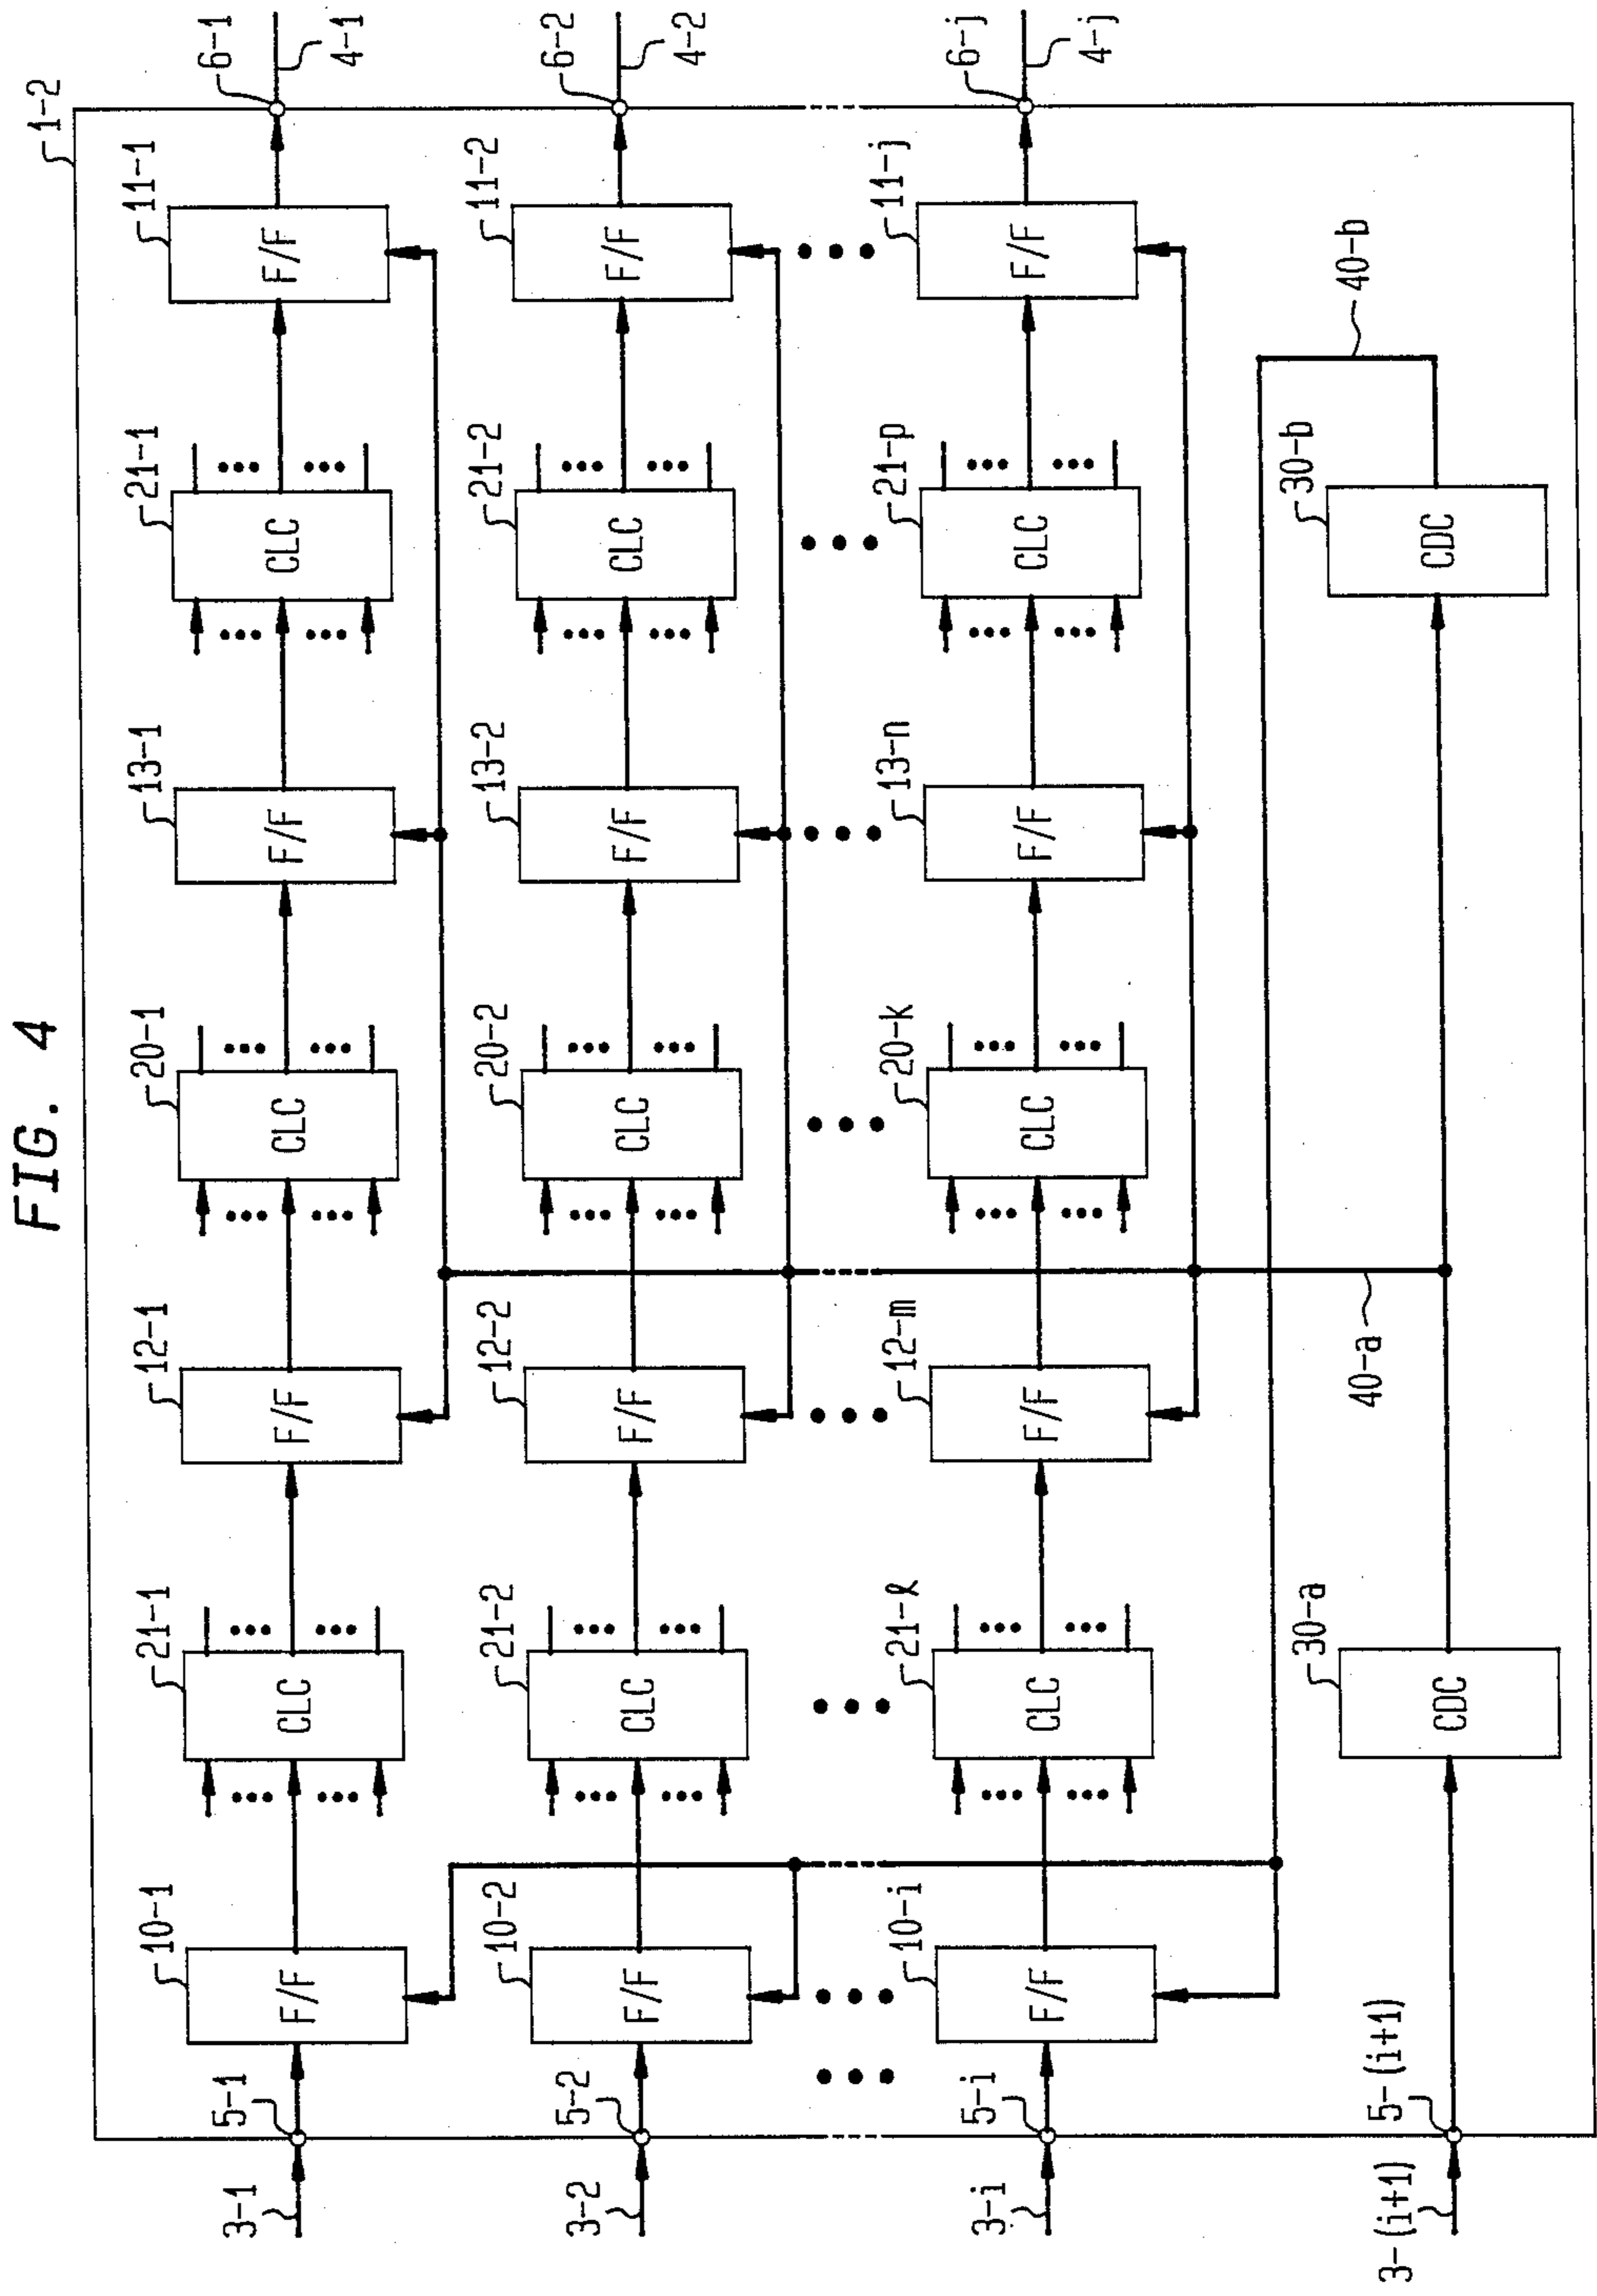 FIG. 4
1-2
3-1
5-1
10-1
F/F
21-1
CLC
12-1
F/F
20-1
CLC
13-1
F/F
21-1
CLC
11-1
F/F
6-1
4-1
3-2
5-2
10-2
F/F
21-2
CLC
12-2
F/F
20-2
CLC
13-2
F/F
21-2
CLC
11-2
F/F
6-2
4-2
3-i
5-i
10-i
F/F
21-ℓ
CLC
12-m
F/F
20-k
CLC
13-n
F/F
21-p
CLC
11-j
F/F
6-j
4-j
40-a
40-b
3-(i+1)
5-(i+1)
30-a
CDC
30-b
CDC